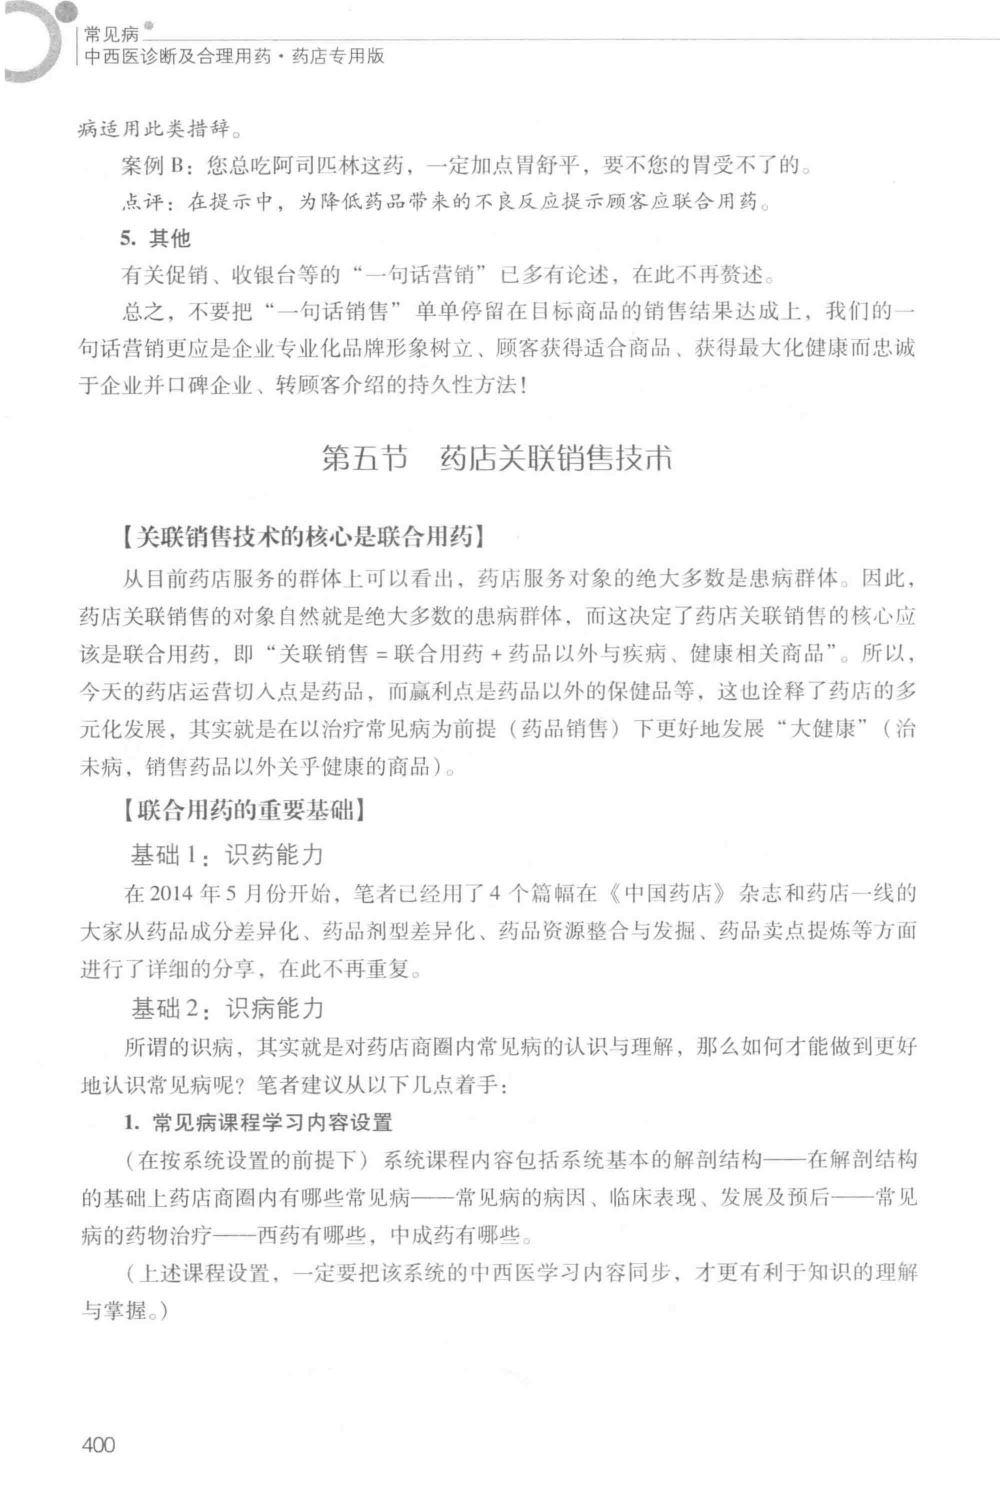 常见病
中西医诊断及合理用药·药店专用版
病适用此类措辞。
案例 B：您总吃阿司匹林这药，一定加点胃舒平，要不您的胃受不了的。
点评：在提示中，为降低药品带来的不良反应提示顾客应联合用药。
5. 其他
有关促销、收银台等的“一句话营销”已多有论述，在此不再赘述。
总之，不要把“一句话销售”单单停留在目标商品的销售结果达成上，我们的一
句话营销更应是企业专业化品牌形象树立、顾客获得适合商品、获得最大化健康而忠诚
于企业并口碑企业、转顾客介绍的持久性方法！
第五节　药店关联销售技术
【关联销售技术的核心是联合用药】
从目前药店服务的群体上可以看出，药店服务对象的绝大多数是患病群体。因此，
药店关联销售的对象自然就是绝大多数的患病群体，而这决定了药店关联销售的核心应
该是联合用药，即“关联销售 = 联合用药 + 药品以外与疾病、健康相关商品”。所以，
今天的药店运营切入点是药品，而赢利点是药品以外的保健品等，这也诠释了药店的多
元化发展，其实就是在以治疗常见病为前提（药品销售）下更好地发展“大健康”（治
未病，销售药品以外关乎健康的商品）。
【联合用药的重要基础】
基础 1：识药能力
在 2014 年 5 月份开始，笔者已经用了 4 个篇幅在《中国药店》杂志和药店一线的
大家从药品成分差异化、药品剂型差异化、药品资源整合与发掘、药品卖点提炼等方面
进行了详细的分享，在此不再重复。
基础 2：识病能力
所谓的识病，其实就是对药店商圈内常见病的认识与理解，那么如何才能做到更好
地认识常见病呢？笔者建议从以下几点着手：
1. 常见病课程学习内容设置
（在按系统设置的前提下）系统课程内容包括系统基本的解剖结构——在解剖结构
的基础上药店商圈内有哪些常见病——常见病的病因、临床表现、发展及预后——常见
病的药物治疗——西药有哪些，中成药有哪些。
（上述课程设置，一定要把该系统的中西医学习内容同步，才更有利于知识的理解
与掌握。）
400